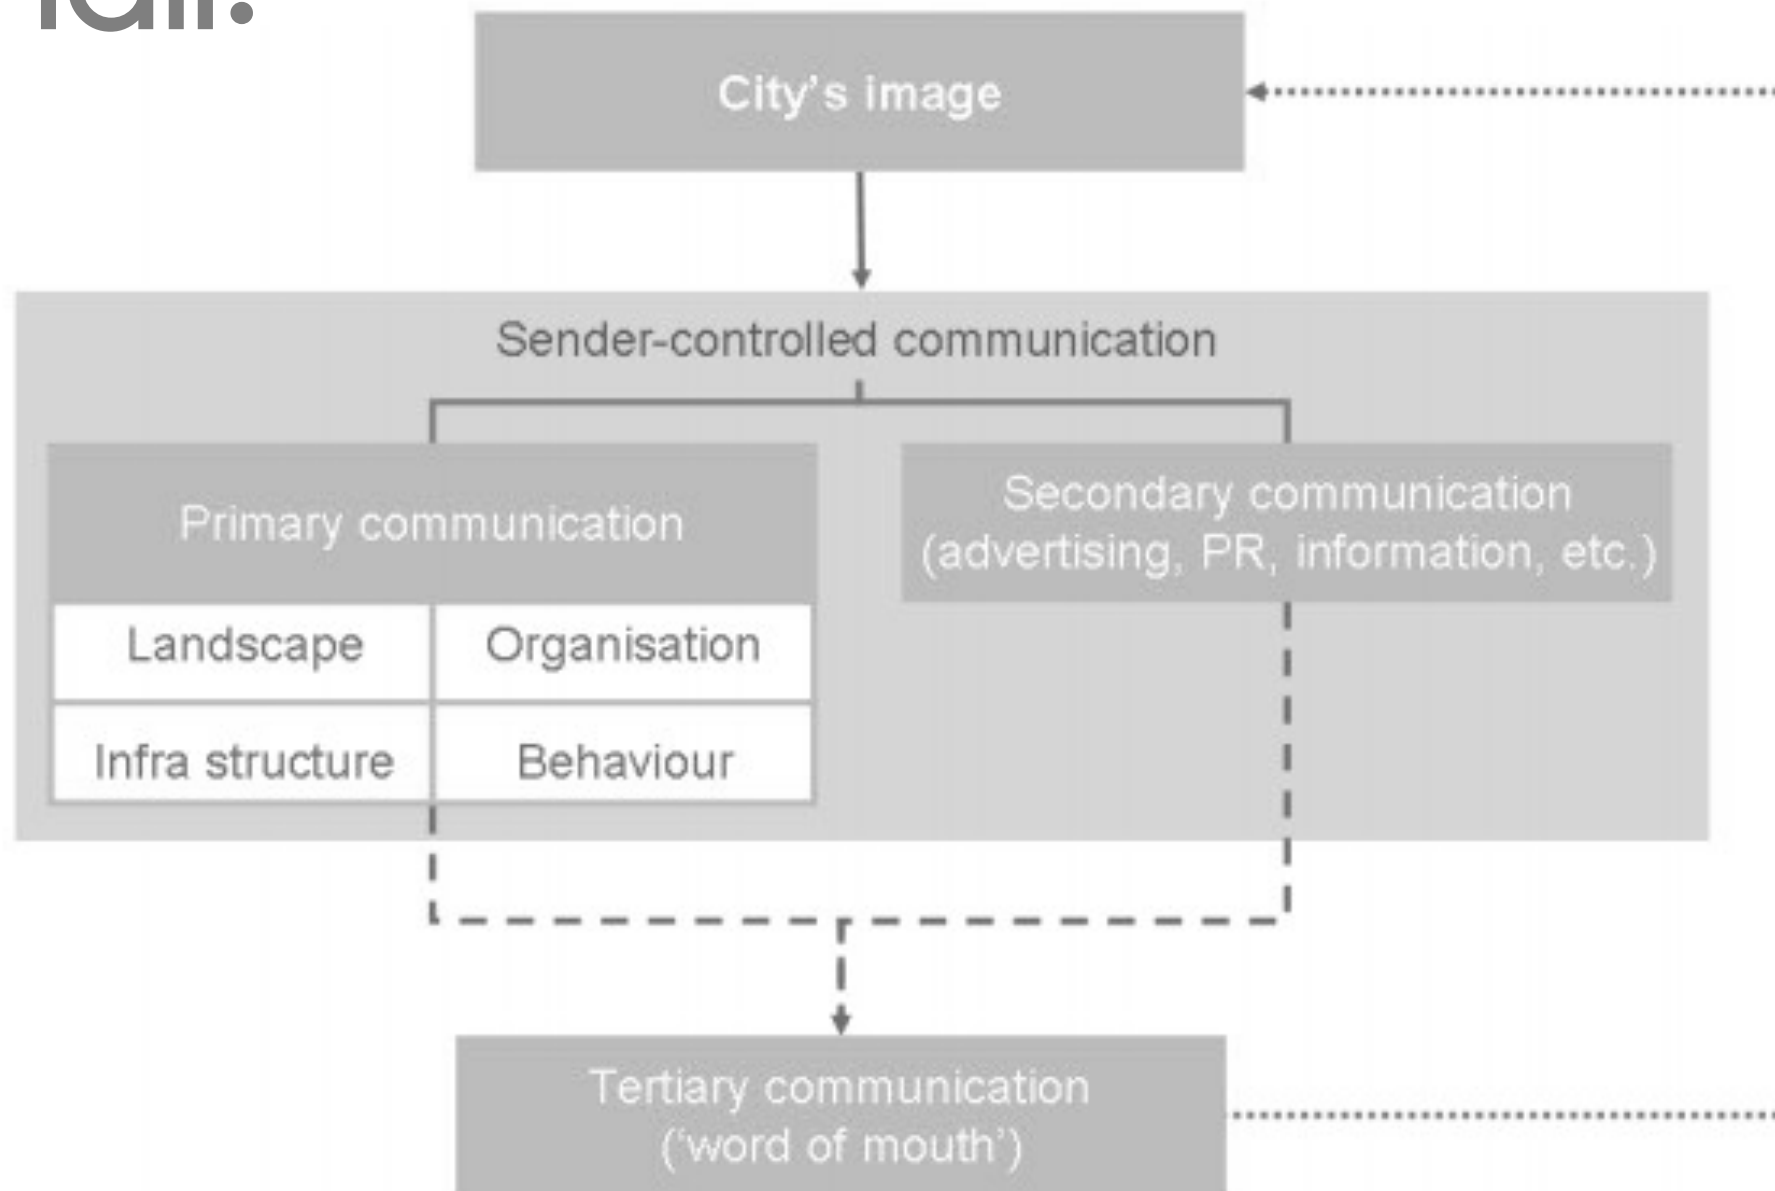 City's image
Sender-controlled communication
Primary communication
Secondary communication
(advertising, PR, information, etc.)
Landscape
Organisation
Infra structure
Behaviour
Tertiary communication
('word of mouth')